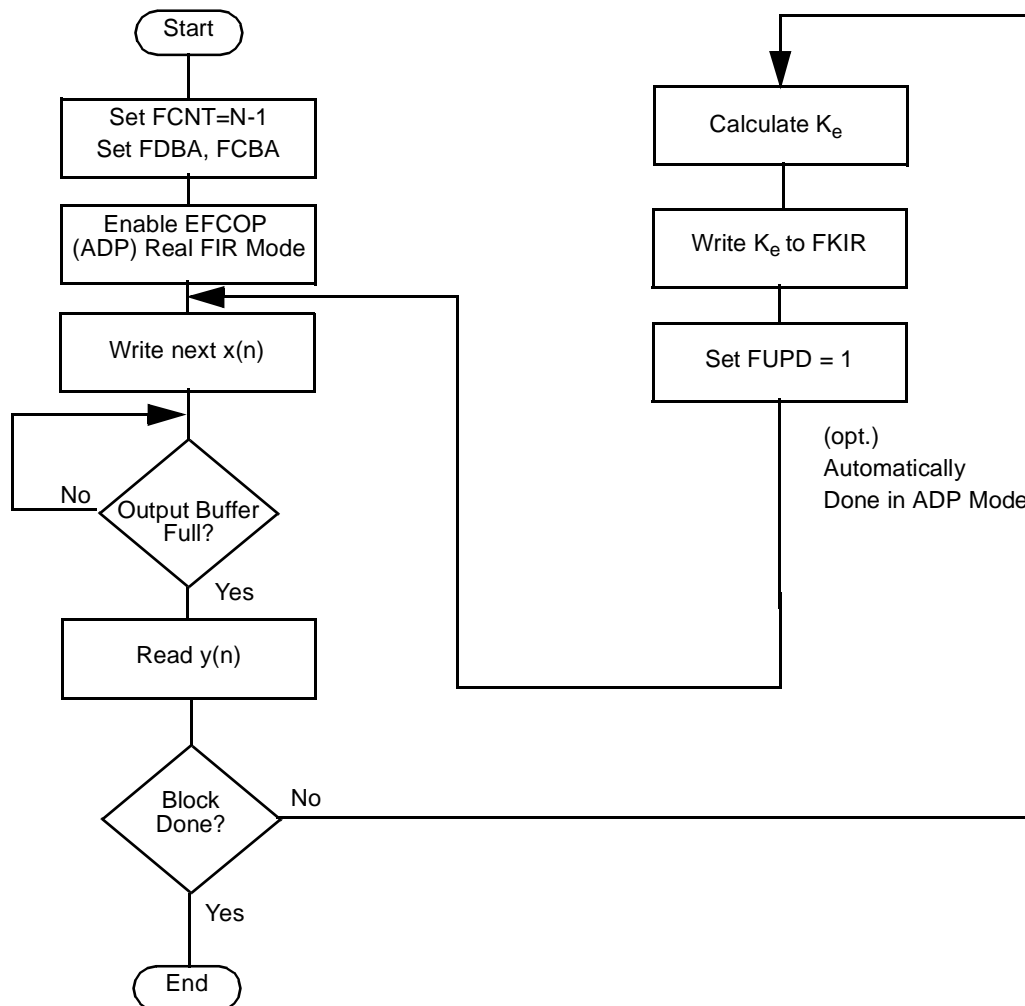 Start
Set FCNT=N-1
Set FDBA, FCBA
Enable EFCOP
(ADP) Real FIR Mode
Write next x(n)
No
Output Buffer
Full?
Yes
Read y(n)
Block
Done?
No
Yes
End
Calculate Ke
Write Ke to FKIR
Set FUPD = 1
(opt.)
Automatically
Done in ADP Mode